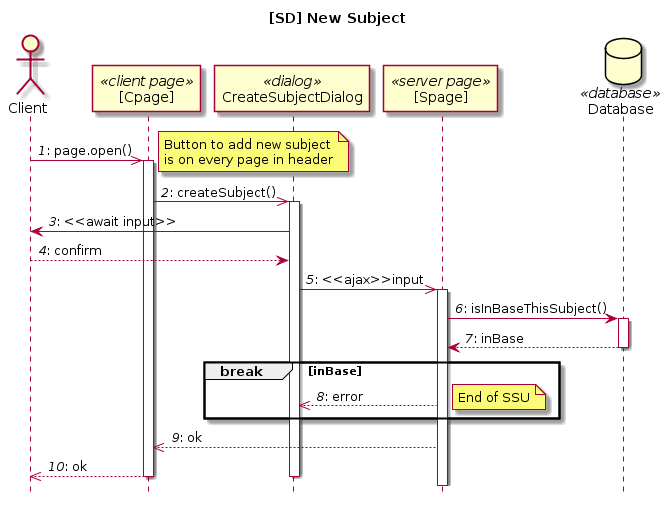 [SD] New Subject
Client
«client page»
[Cpage]
«dialog»
CreateSubjectDialog
«server page»
[Spage]
«database»
Database
Button to add new subject
is on every page in header
1: page.open()
2: createSubject()
3: <<await input>>
4: confirm
5: <<ajax>>input
6: isInBaseThisSubject()
7: inBase
break [inBase]
8: error
End of SSU
9: ok
10: ok